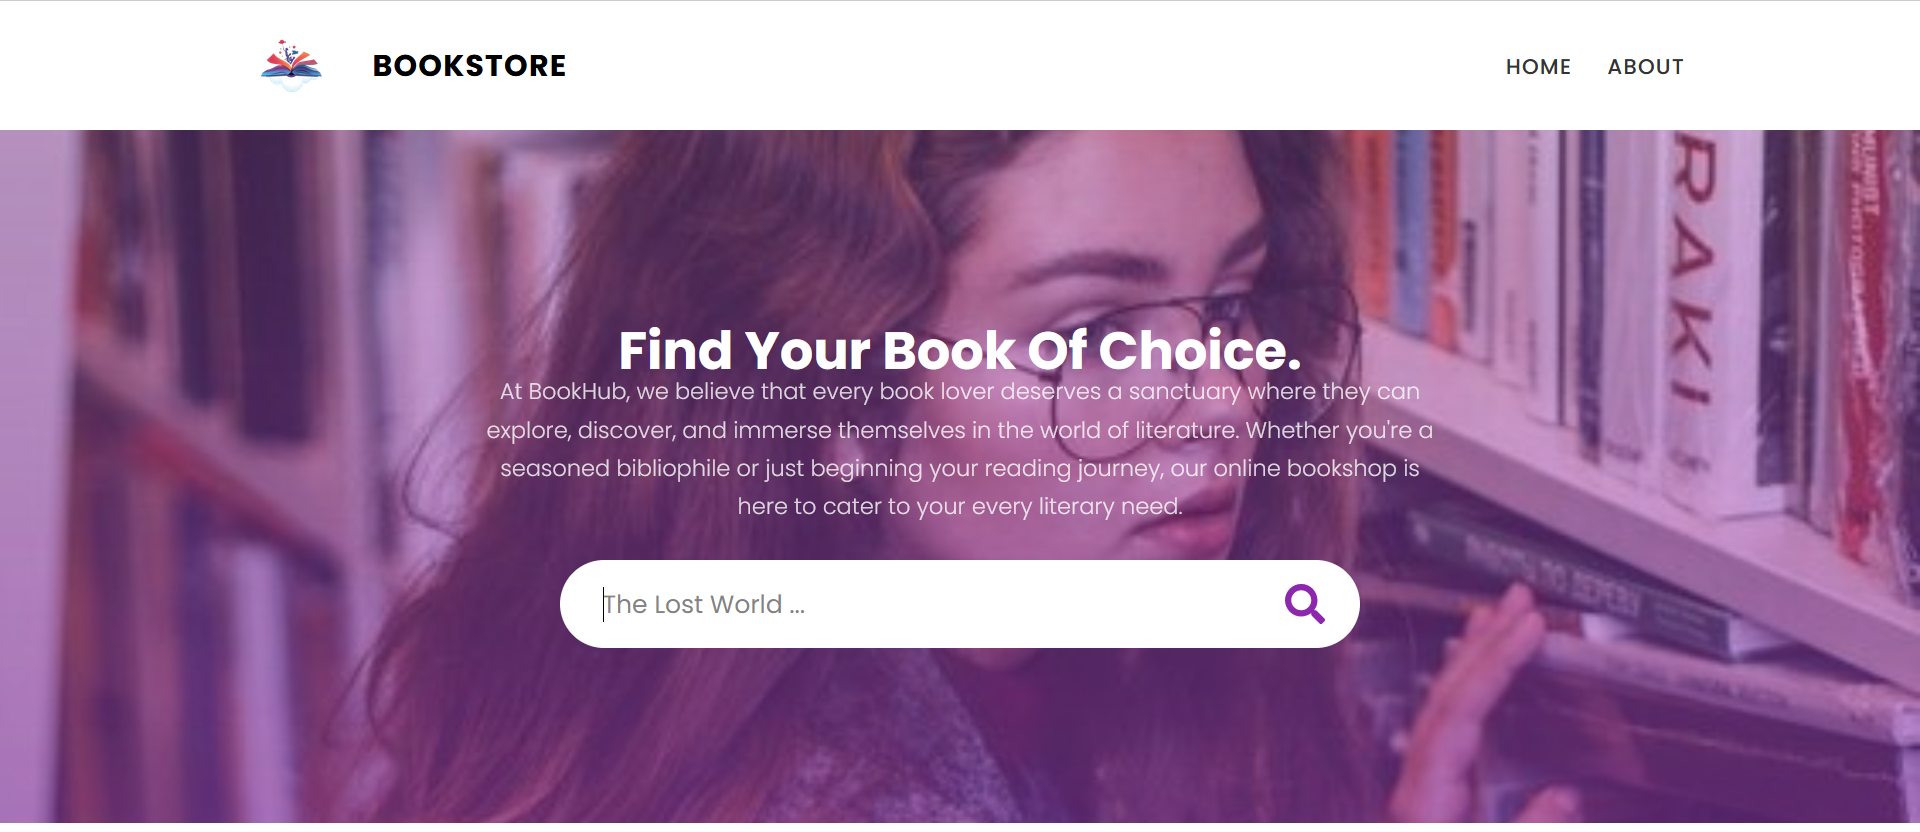 BOOKSTORE
HOME
ABOUT
RAKI
Find Your Book Of Choice.
At BookHub, we believe that every book lover deserves a sanctuary where they can
explore, discover, and immerse themselves in the world of literature. Whether you're a
seasoned bibliophile or just beginning your reading journey, our online bookshop is
here to cater to your every literary need.
The Lost World ...